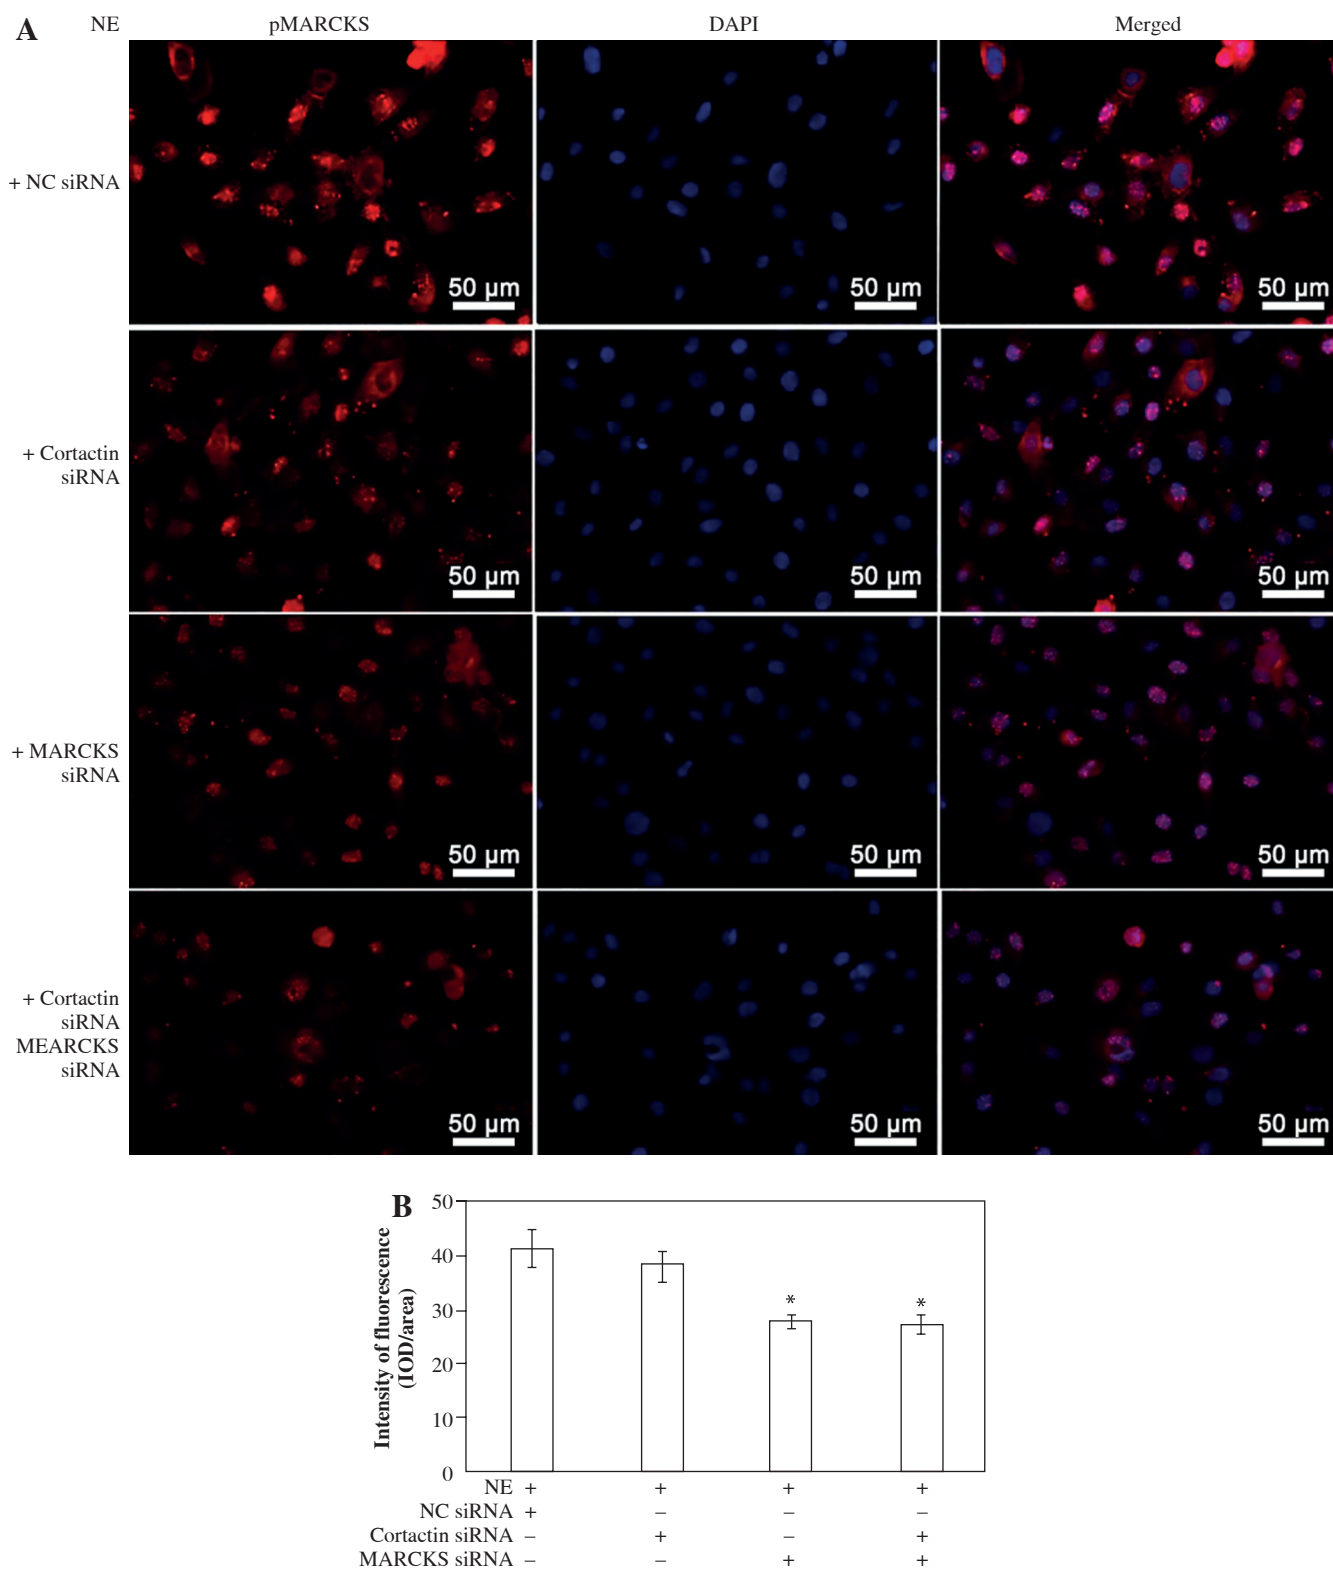 A NE pMARCKS DAPI Merged
+ NC siRNA
50 µm 50 µm 50 µm
+ Cortactin
siRNA
50 µm 50 µm 50 µm
+ MARCKS
siRNA
50 µm 50 µm 50 µm
+ Cortactin
siRNA
MEARCKS
siRNA
50 µm 50 µm 50 µm
B
Intensity of fluorescence
(IOD/area)
50
40
30
20
10
0
* *
NE + + + +
NC siRNA + – – –
Cortactin siRNA – + – +
MARCKS siRNA – – + +